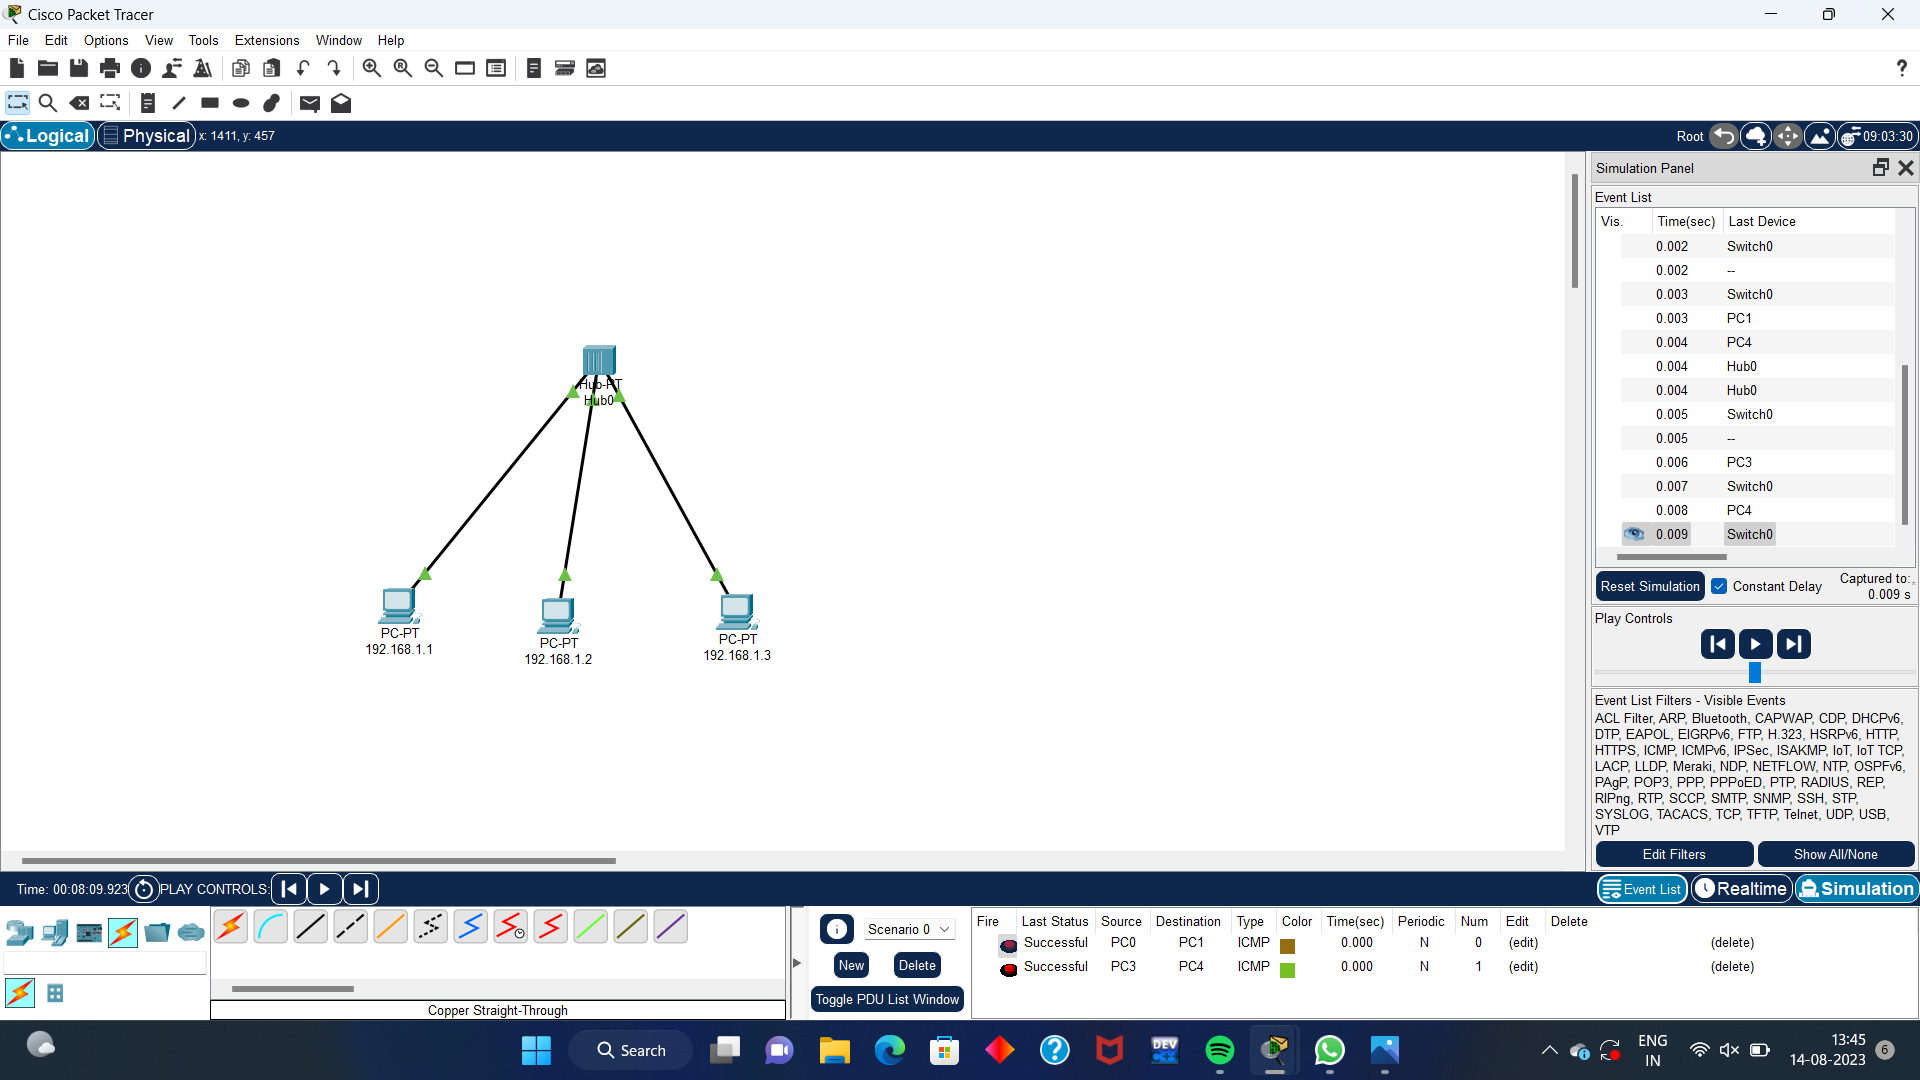 Cisco Packet Tracer
File Edit Options View Tools Extensions Window Help
?
Logical Physical x: 1411, y: 457
Root 09:03:30
Hub-PT
Hub0
PC-PT
192.168.1.1
PC-PT
192.168.1.2
PC-PT
192.168.1.3
Simulation Panel
Event List
Vis. Time(sec) Last Device
0.002 Switch0
0.002 --
0.003 Switch0
0.003 PC1
0.004 PC4
0.004 Hub0
0.004 Hub0
0.005 Switch0
0.005 --
0.006 PC3
0.007 Switch0
0.008 PC4
0.009 Switch0
Reset Simulation Constant Delay Captured to:
0.009 s
Play Controls
Event List Filters - Visible Events
ACL Filter, ARP, Bluetooth, CAPWAP, CDP, DHCPv6,
DTP, EAPOL, EIGRPv6, FTP, H.323, HSRPv6, HTTP,
HTTPS, ICMP, ICMPv6, IPSec, ISAKMP, IoT, IoT TCP,
LACP, LLDP, Meraki, NDP, NETFLOW, NTP, OSPFv6,
PAgP, POP3, PPP, PPPoED, PTP, RADIUS, REP,
RIPng, RTP, SCCP, SMTP, SNMP, SSH, STP,
SYSLOG, TACACS, TCP, TFTP, Telnet, UDP, USB,
VTP
Edit Filters Show All/None
Time: 00:08:09.923 PLAY CONTROLS:
Event List Realtime Simulation
Copper Straight-Through
Scenario 0
New Delete
Toggle PDU List Window
Fire Last Status Source Destination Type Color Time(sec) Periodic Num Edit Delete
Successful PC0 PC1 ICMP 0.000 N 0 (edit) (delete)
Successful PC3 PC4 ICMP 0.000 N 1 (edit) (delete)
Search
DEV
C++
ENG
IN
13:45
14-08-2023
6